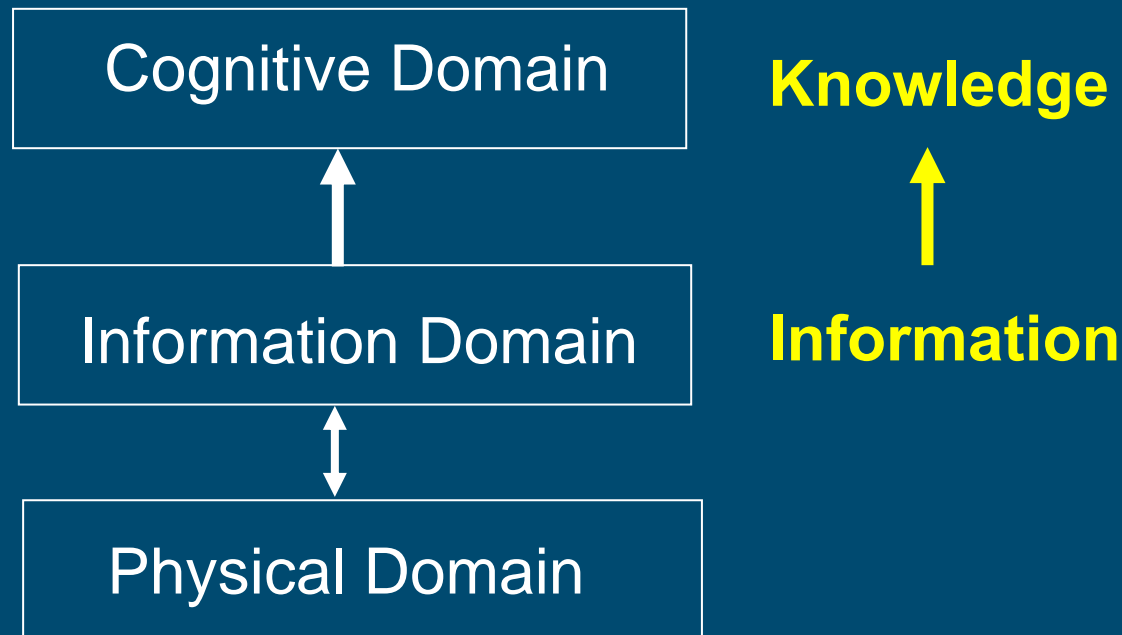 Cognitive Domain
Knowledge
Information Domain
Information
Physical Domain